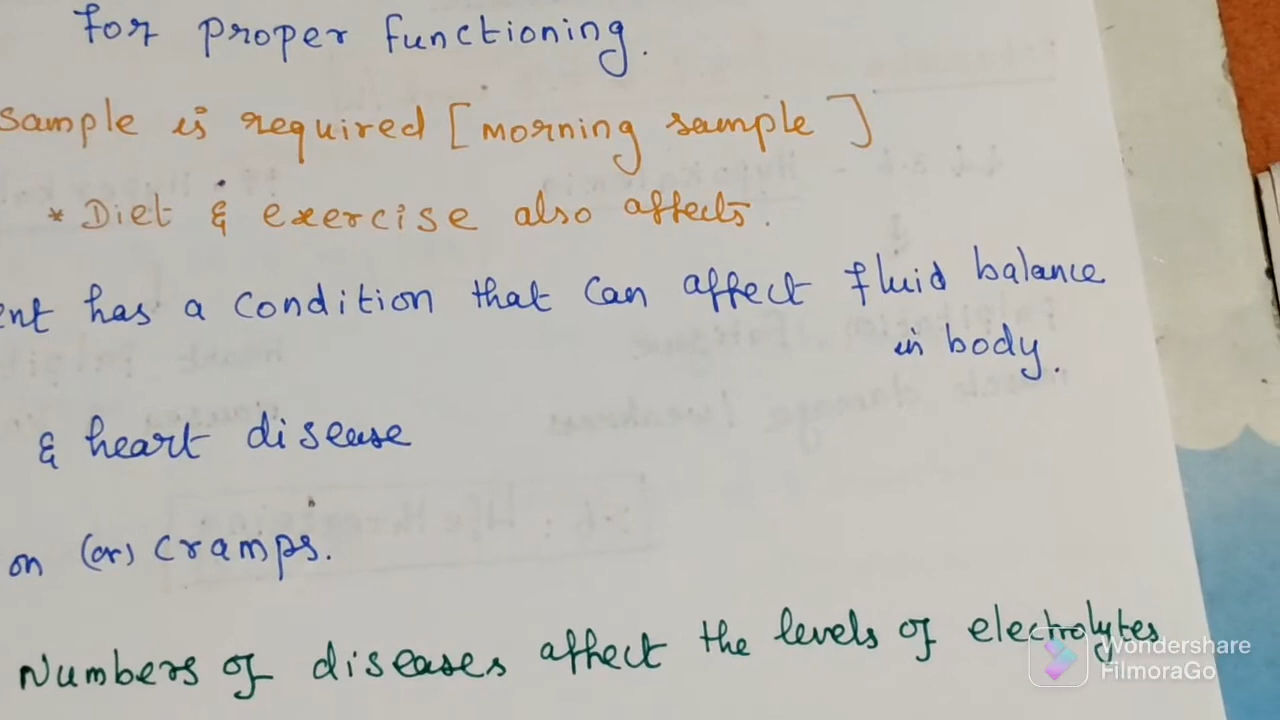 for proper functioning.
Sample is required [morning sample]
* Diet & exercise also affects.
ent has a condition that can affect fluid balance
in body.
& heart disease
on (or) cramps.
Numbers of diseases affect the levels of electrolytes
Wondershare
FilmoraGo